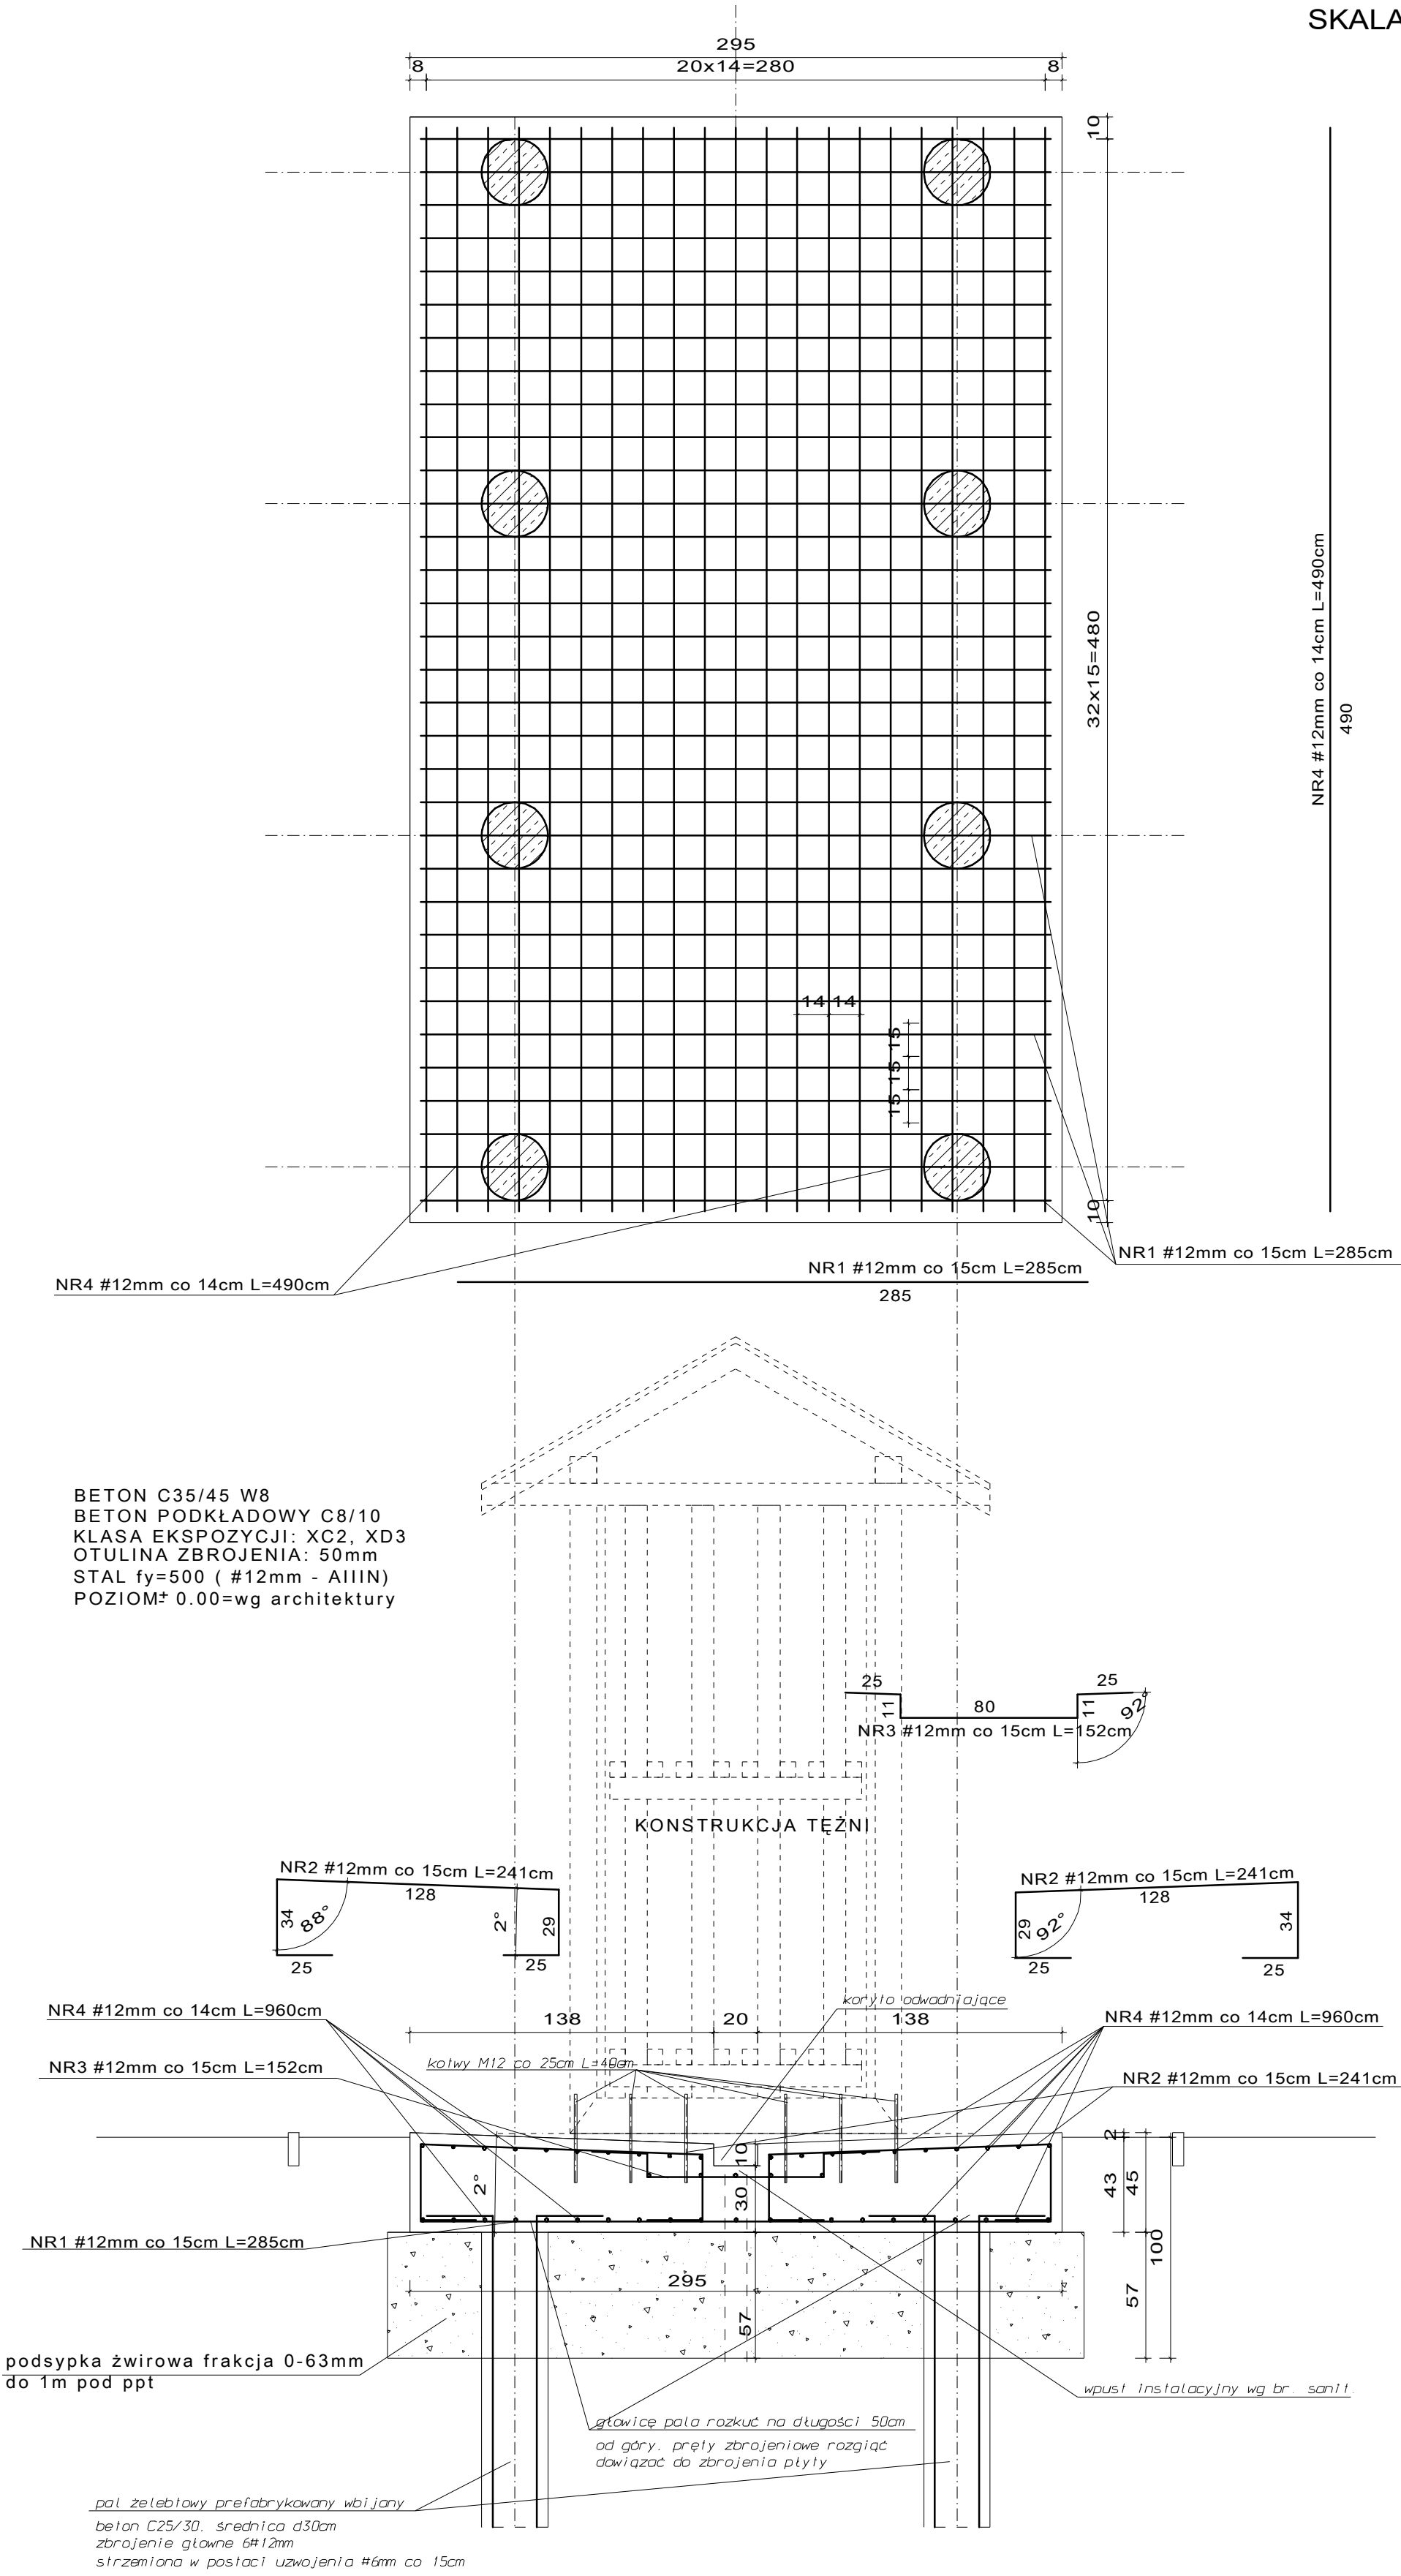 SKALA
295
8
20x14=280
8
10
32x15=480
NR4 #12mm co 14cm L=490cm
490
14
14
15
15
15
10
NR1 #12mm co 15cm L=285cm
NR1 #12mm co 15cm L=285cm
285
NR4 #12mm co 14cm L=490cm
BETON C35/45 W8
BETON PODKŁADOWY C8/10
KLASA EKSPOZYCJI: XC2, XD3
OTULINA ZBROJENIA: 50mm
STAL fy=500 ( #12mm - AIIIN)
POZIOM± 0.00=wg architektury
25
25
11
80
11
92°
NR3 #12mm co 15cm L=152cm
KONSTRUKCJA TĘŻNI
NR2 #12mm co 15cm L=241cm
128
34
88°
2°
29
25
25
NR2 #12mm co 15cm L=241cm
128
29
92°
34
25
25
NR4 #12mm co 14cm L=960cm
koryto odwadniające
138
20
138
NR4 #12mm co 14cm L=960cm
NR3 #12mm co 15cm L=152cm
kotwy M12 co 25cm L=40cm
NR2 #12mm co 15cm L=241cm
2
10
2°
30
43
45
100
NR1 #12mm co 15cm L=285cm
295
57
57
podsypka żwirowa frakcja 0-63mm
do 1m pod ppt
wpust instalacyjny wg br. sanit.
głowicę pala rozkuć na długości 50cm
od góry, pręty zbrojeniowe rozgiąć
dowiązać do zbrojenia płyty
pal żelebtowy prefabrykowany wbijany
beton C25/30, średnica d30cm
zbrojenie głowne 6#12mm
strzemiona w postaci uzwojenia #6mm co 15cm